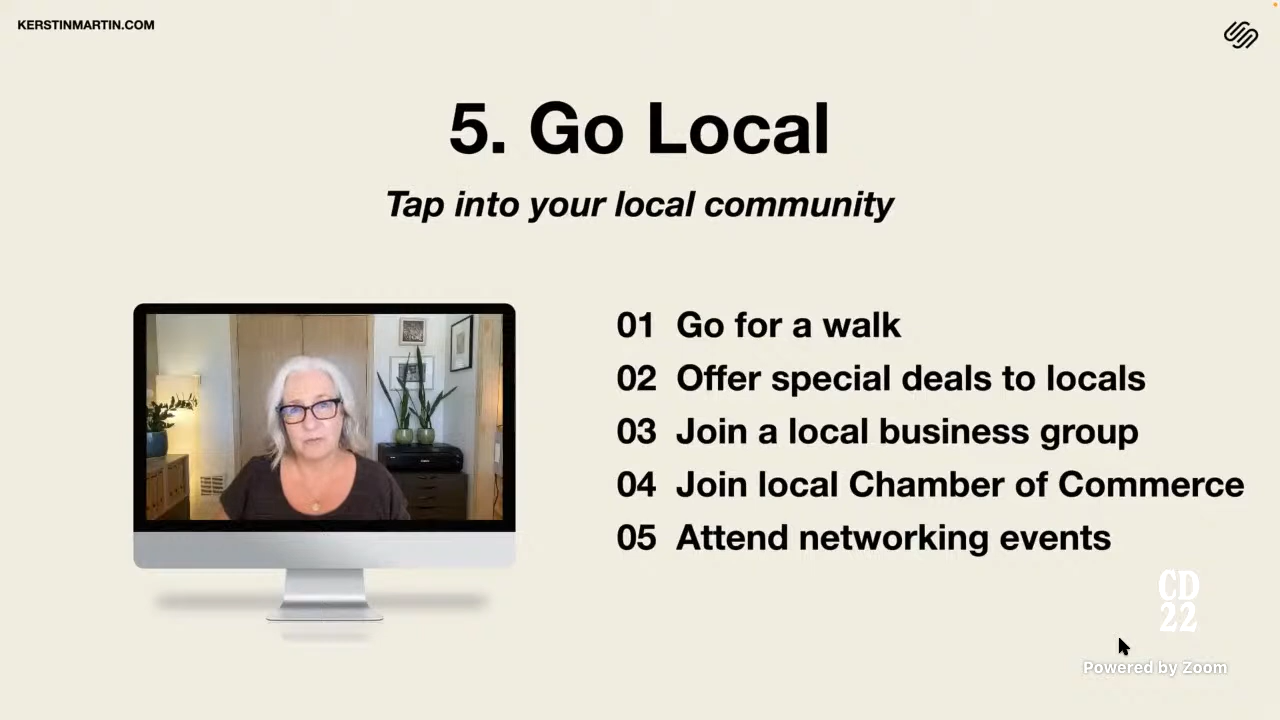 KERSTINMARTIN.COM
5. Go Local
Tap into your local community
01 Go for a walk
02 Offer special deals to locals
03 Join a local business group
04 Join local Chamber of Commerce
05 Attend networking events
CD
22
Powered by Zoom